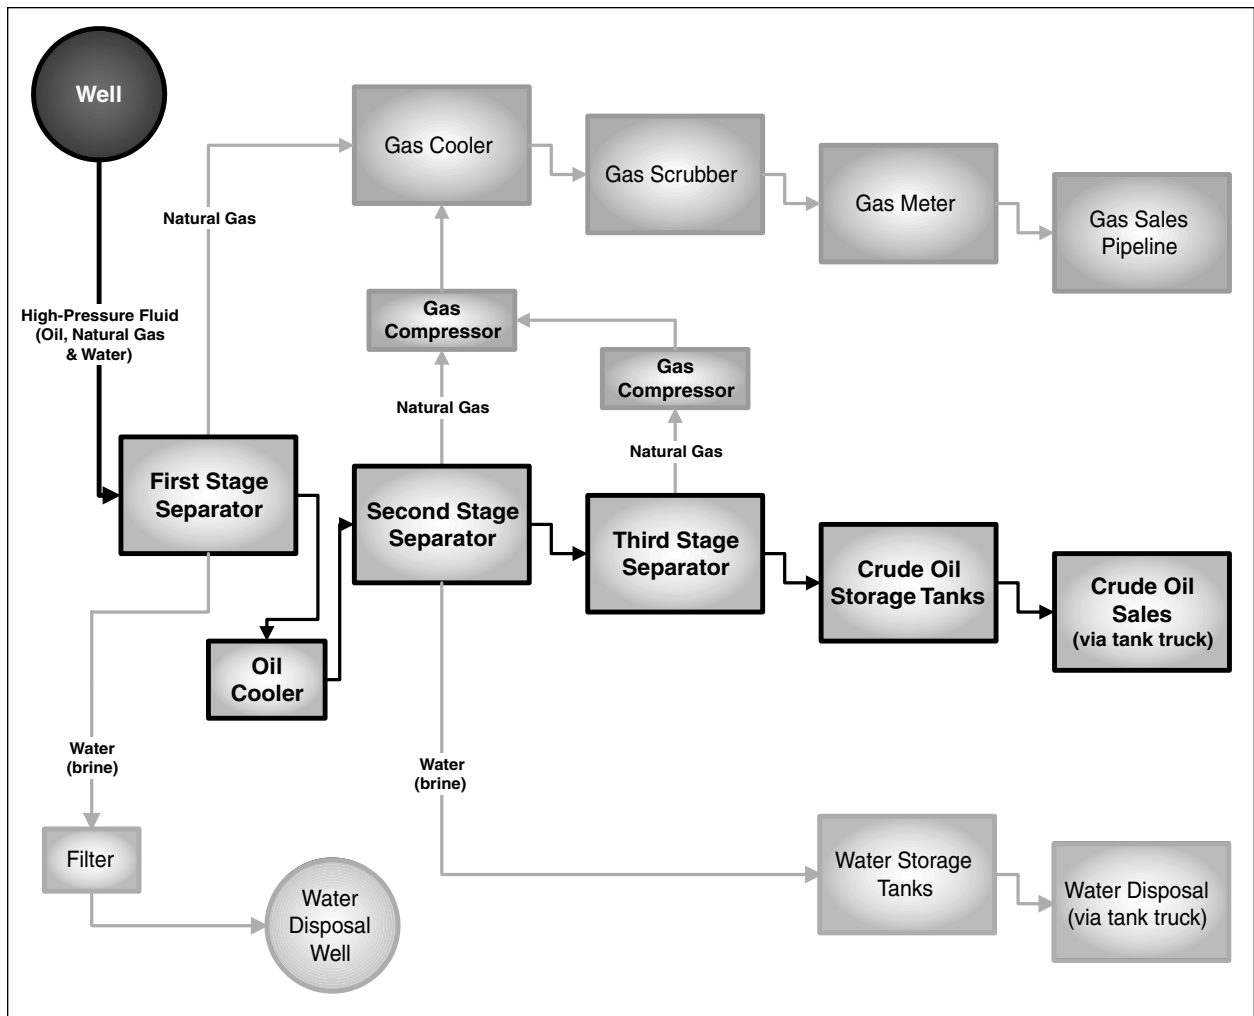 Well
Gas Cooler
Gas Scrubber
Gas Meter
Gas Sales
Pipeline
Natural Gas
High-Pressure Fluid
(Oil, Natural Gas
& Water)
Gas
Compressor
Gas
Compressor
Natural Gas
Natural Gas
First Stage
Separator
Second Stage
Separator
Third Stage
Separator
Crude Oil
Storage Tanks
Crude Oil
Sales
(via tank truck)
Oil
Cooler
Water
(brine)
Water
(brine)
Filter
Water
Disposal
Well
Water Storage
Tanks
Water Disposal
(via tank truck)